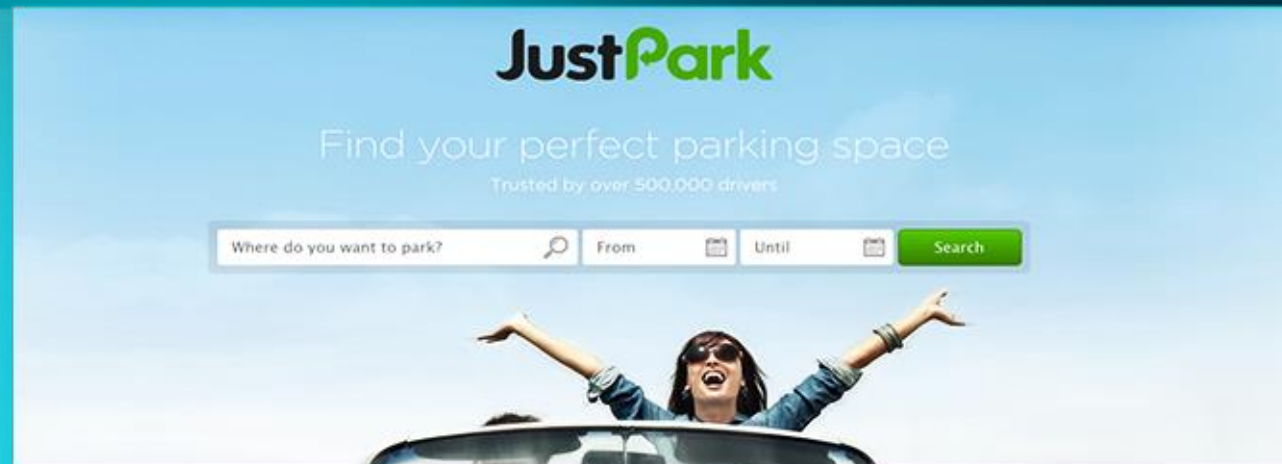 JustPark
Find your perfect parking space
Trusted by over 500,000 drivers
Where do you want to park? From Until Search